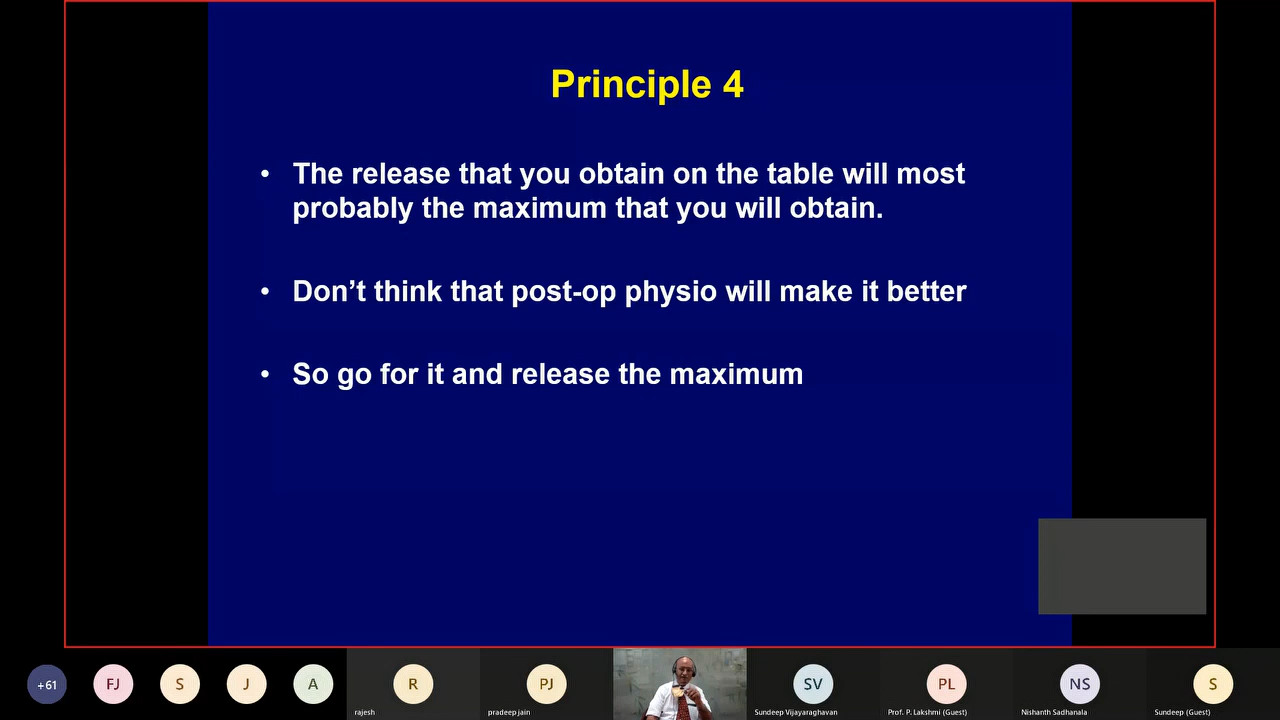 Principle 4
• The release that you obtain on the table will most
probably the maximum that you will obtain.
• Don’t think that post-op physio will make it better
• So go for it and release the maximum
+61
FJ
S
J
A
R
PJ
SV
PL
NS
S
rajesh
pradeep jain
Sundeep Vijayaraghavan
Prof. P. Lakshmi (Guest)
Nishanth Sadhanala
Sundeep (Guest)